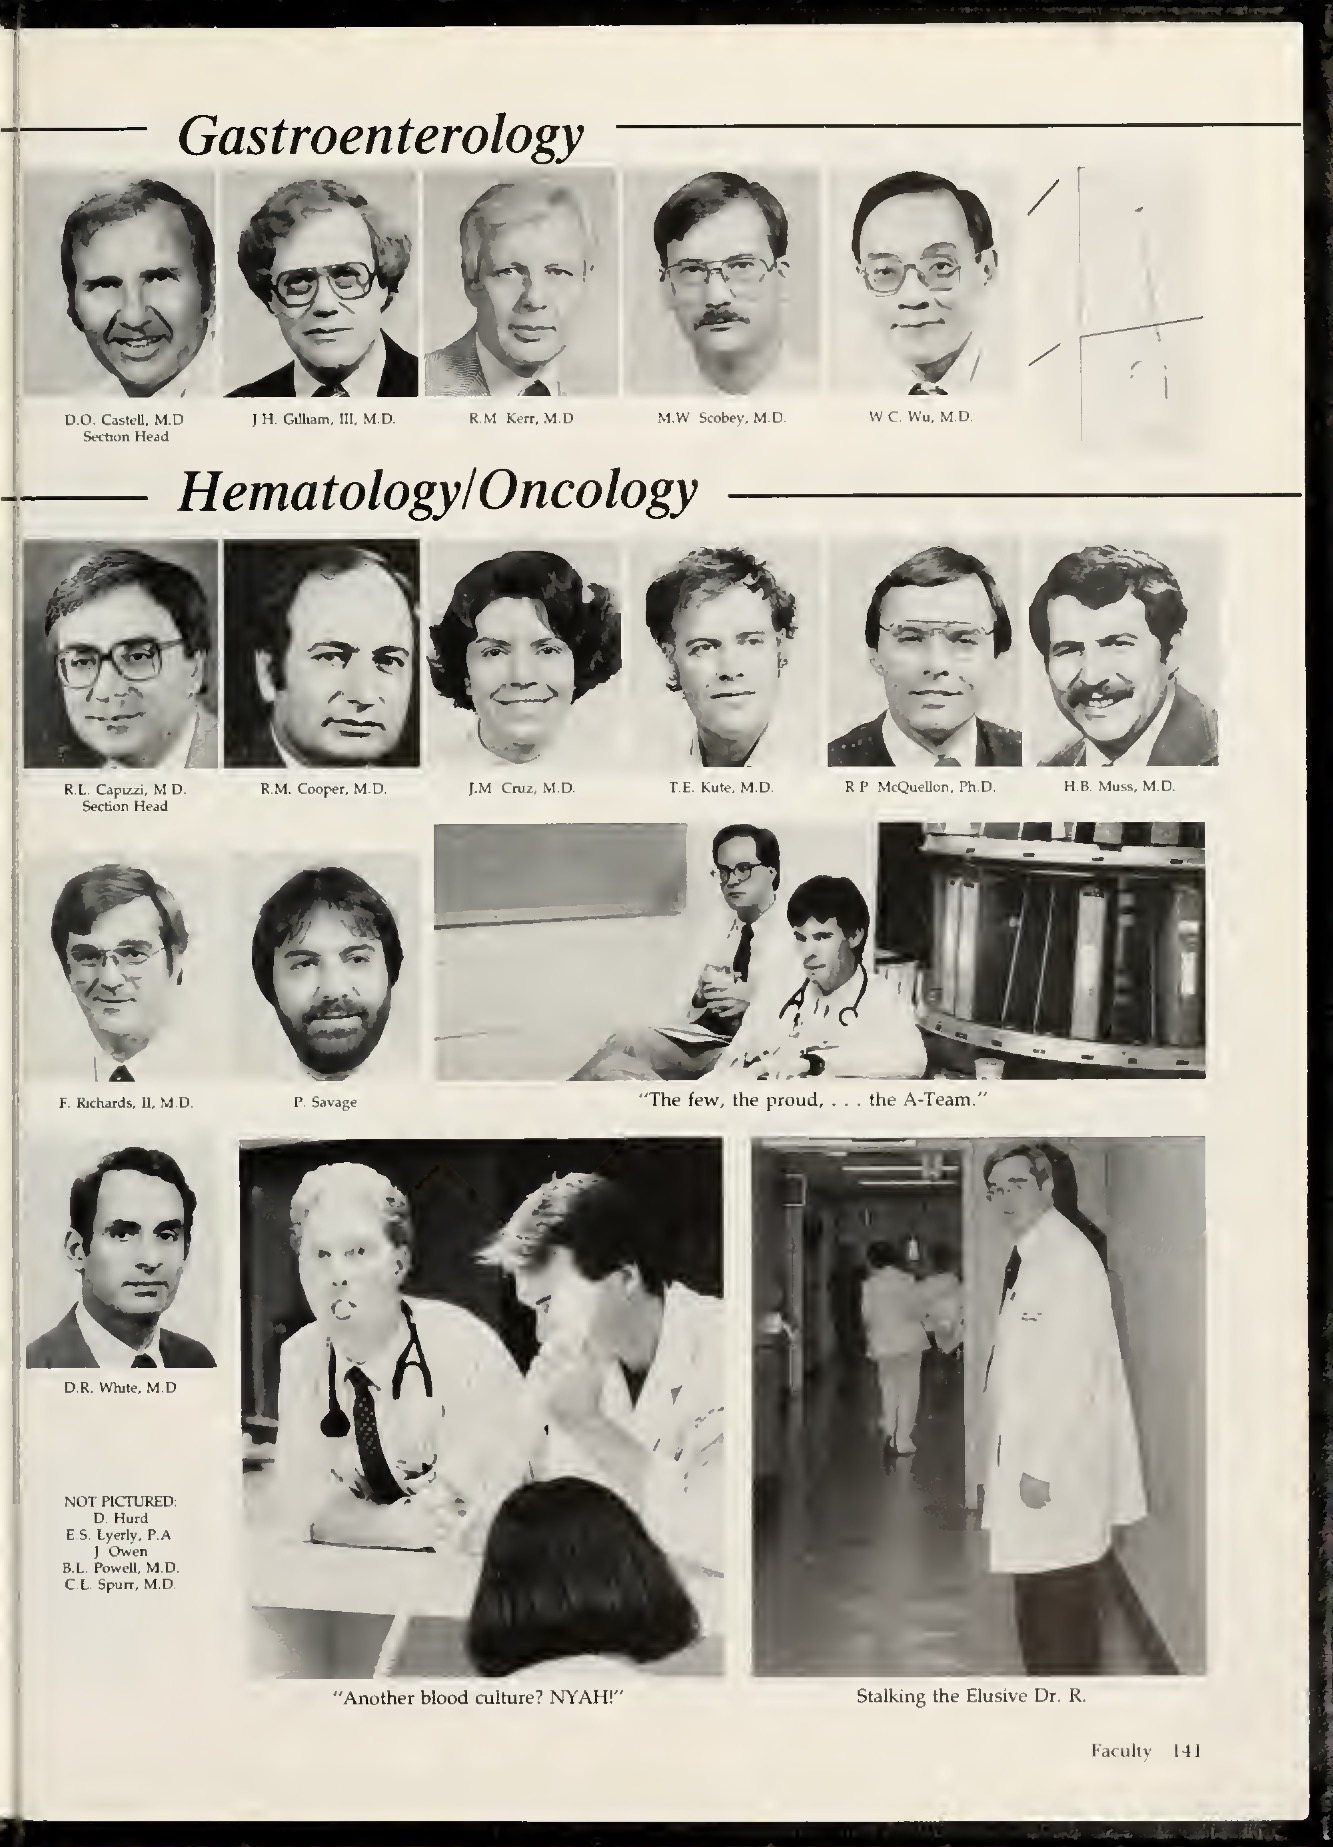 Gastroenterology
D.O. Castell, M.D
Section Head
J H. Gilliam, III, M.D.
R.M Kerr, M.D
M.W Scobey, M.D.
W C. Wu, M.D.
Hematology/Oncology
R.L. Capizzi, M D.
Section Head
R.M. Cooper, M.D.
J.M Cruz, M.D.
T.E. Kute, M.D.
R P McQuellon, Ph.D.
H.B. Muss, M.D.
F. Richards, II, M.D.
P. Savage
"The few, the proud, . . . the A-Team."
D.R. White, M.D
NOT PICTURED:
D. Hurd
E.S. Lyerly, P.A
J Owen
B.L. Powell, M.D.
C.L. Spurr, M.D.
"Another blood culture? NYAH!"
Stalking the Elusive Dr. R.
Faculty 141